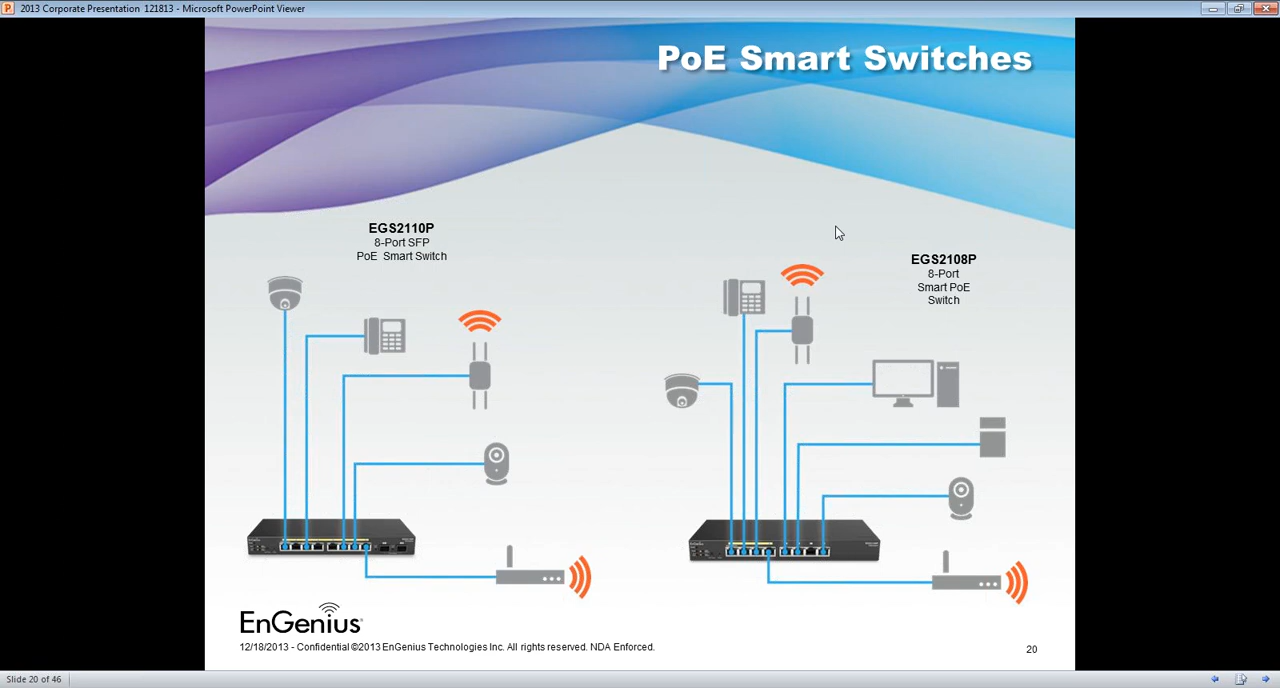 2013 Corporate Presentation 121813 - Microsoft PowerPoint Viewer
PoE Smart Switches
EGS2110P
8-Port SFP
PoE Smart Switch
EGS2108P
8-Port
Smart PoE
Switch
EnGenius
12/18/2013 - Confidential ©2013 EnGenius Technologies Inc. All rights reserved. NDA Enforced.
20
Slide 20 of 46